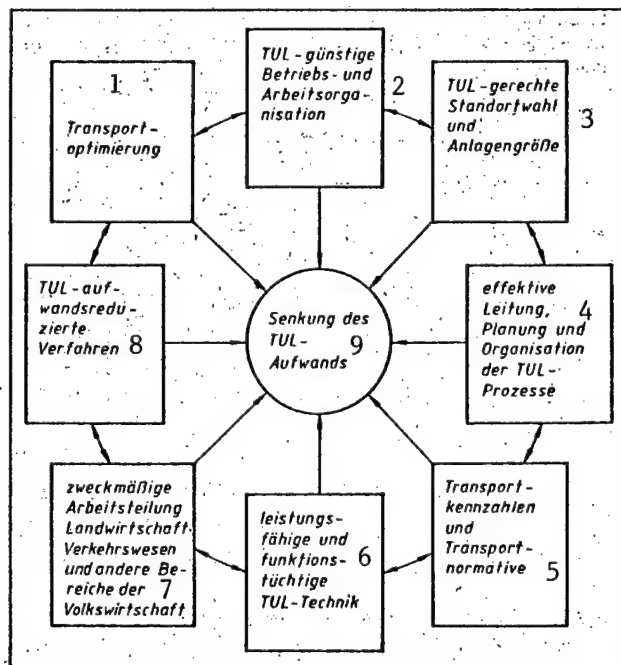 1
Transport-
optimierung
TUL-günstige
Betriebs- und
Arbeitsorga-
nisation
2
TUL-gerechte
Standortwahl
und
Anlagengröße
3
TUL-auf-
wandsredu-
zierte
Verfahren 8
Senkung des
TUL-
Aufwands 9
effektive
Leitung,
Planung und
Organisation
der TUL-
Prozesse
4
zweckmäßige
Arbeitsteilung
Landwirtschaft
Verkehrswesen
und andere Be-
reiche der 7
Volkswirtschaft
leistungs-
fähige und
funktions-
tüchtige
TUL-Technik
6
Transport-
kennzahlen
und
Transport-
normative
5